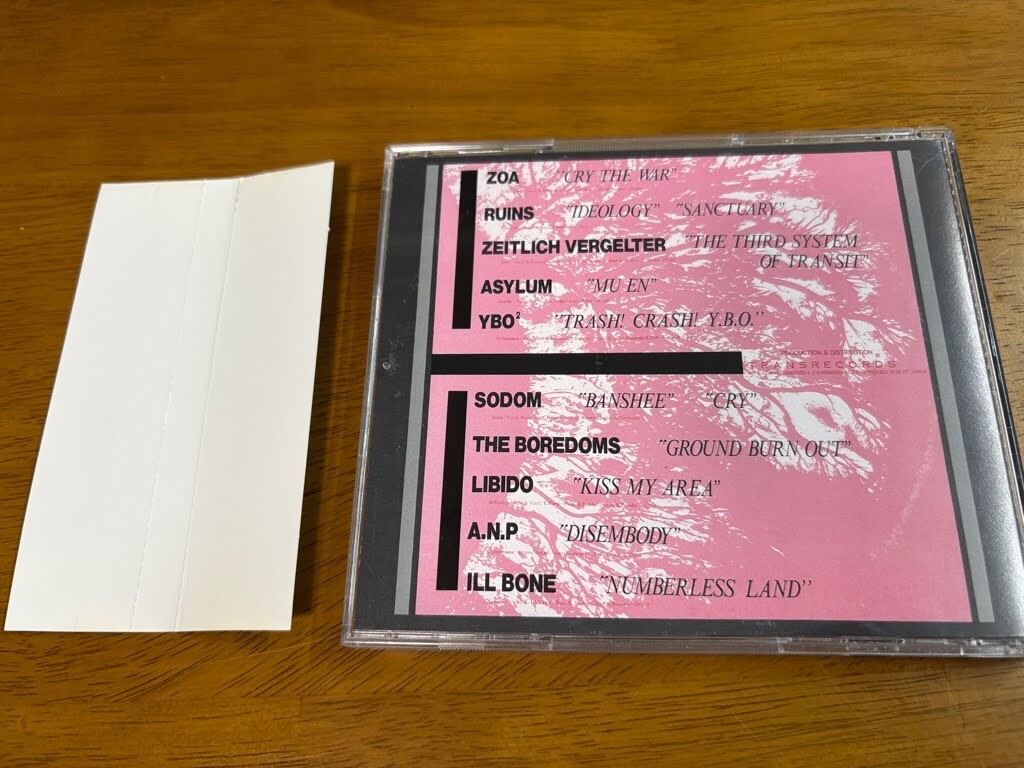 ZOA "CRY THE WAR"
RUINS "IDEOLOGY" "SANCTUARY"
ZEITLICH VERGELTER "THE THIRD SYSTEM
OF TRANSIT"
ASYLUM "MU EN"
YBO² "TRASH! CRASH! Y.B.O."
PRODUCTION & DISTRIBUTION
TRANSRECORDS
SODOM "BANSHEE" "CRY"
THE BOREDOMS "GROUND BURN OUT"
LIBIDO "KISS MY AREA"
A.N.P "DISEMBODY"
ILL BONE "NUMBERLESS LAND"